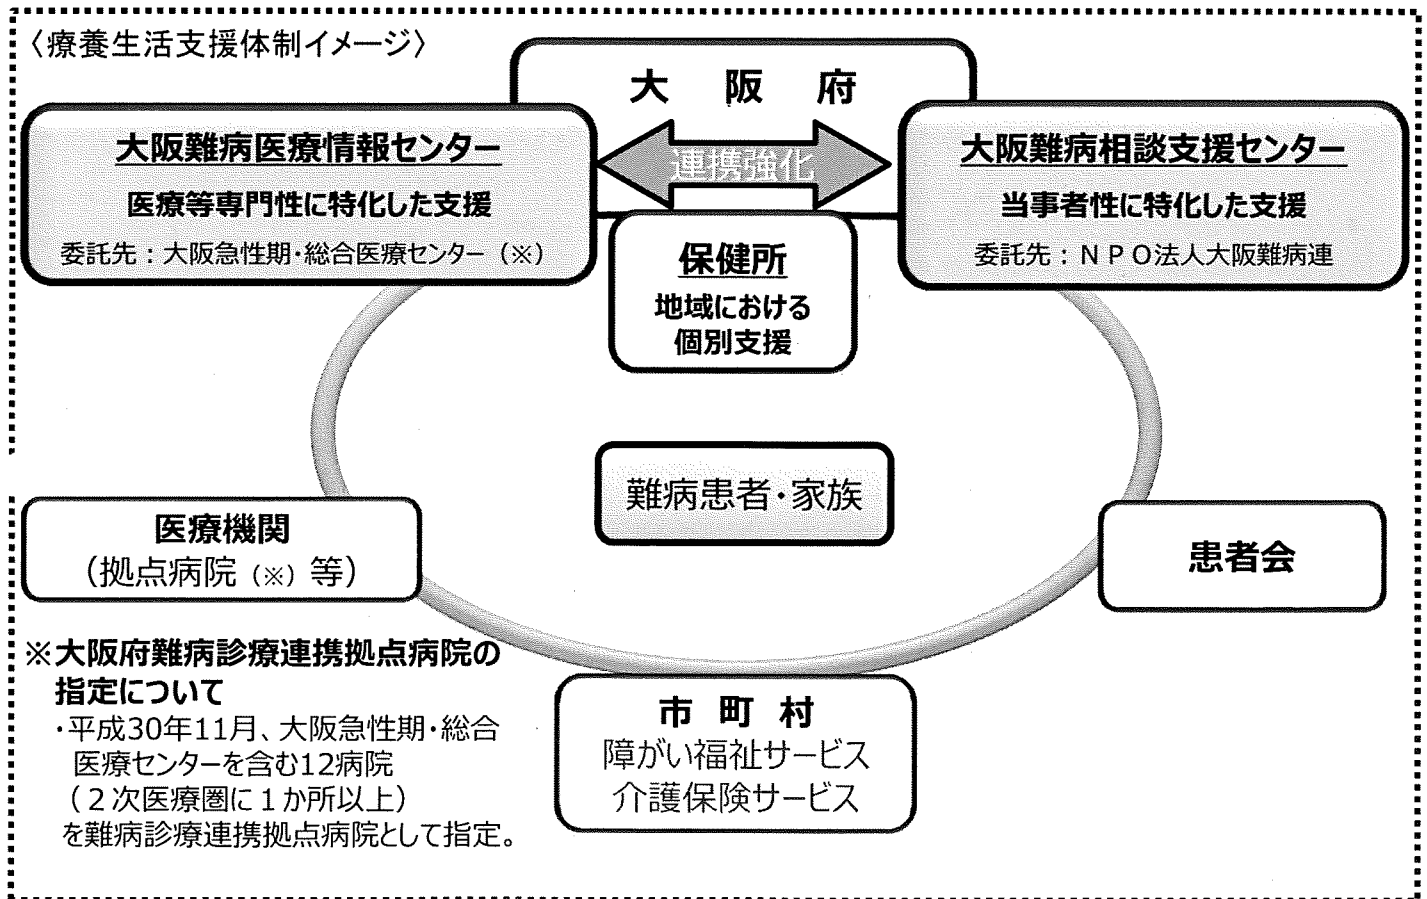 〈療養生活支援体制イメージ〉
大 阪 府
大阪難病医療情報センター
医療等専門性に特化した支援
委託先：大阪急性期・総合医療センター（※）
連携強化
大阪難病相談支援センター
当事者性に特化した支援
委託先：ＮＰＯ法人大阪難病連
保健所
地域における
個別支援
難病患者・家族
医療機関
（拠点病院（※）等）
患者会
市 町 村
障がい福祉サービス
介護保険サービス
※大阪府難病診療連携拠点病院の
指定について
・平成30年11月、大阪急性期・総合
医療センターを含む12病院
（２次医療圏に１か所以上）
を難病診療連携拠点病院として指定。